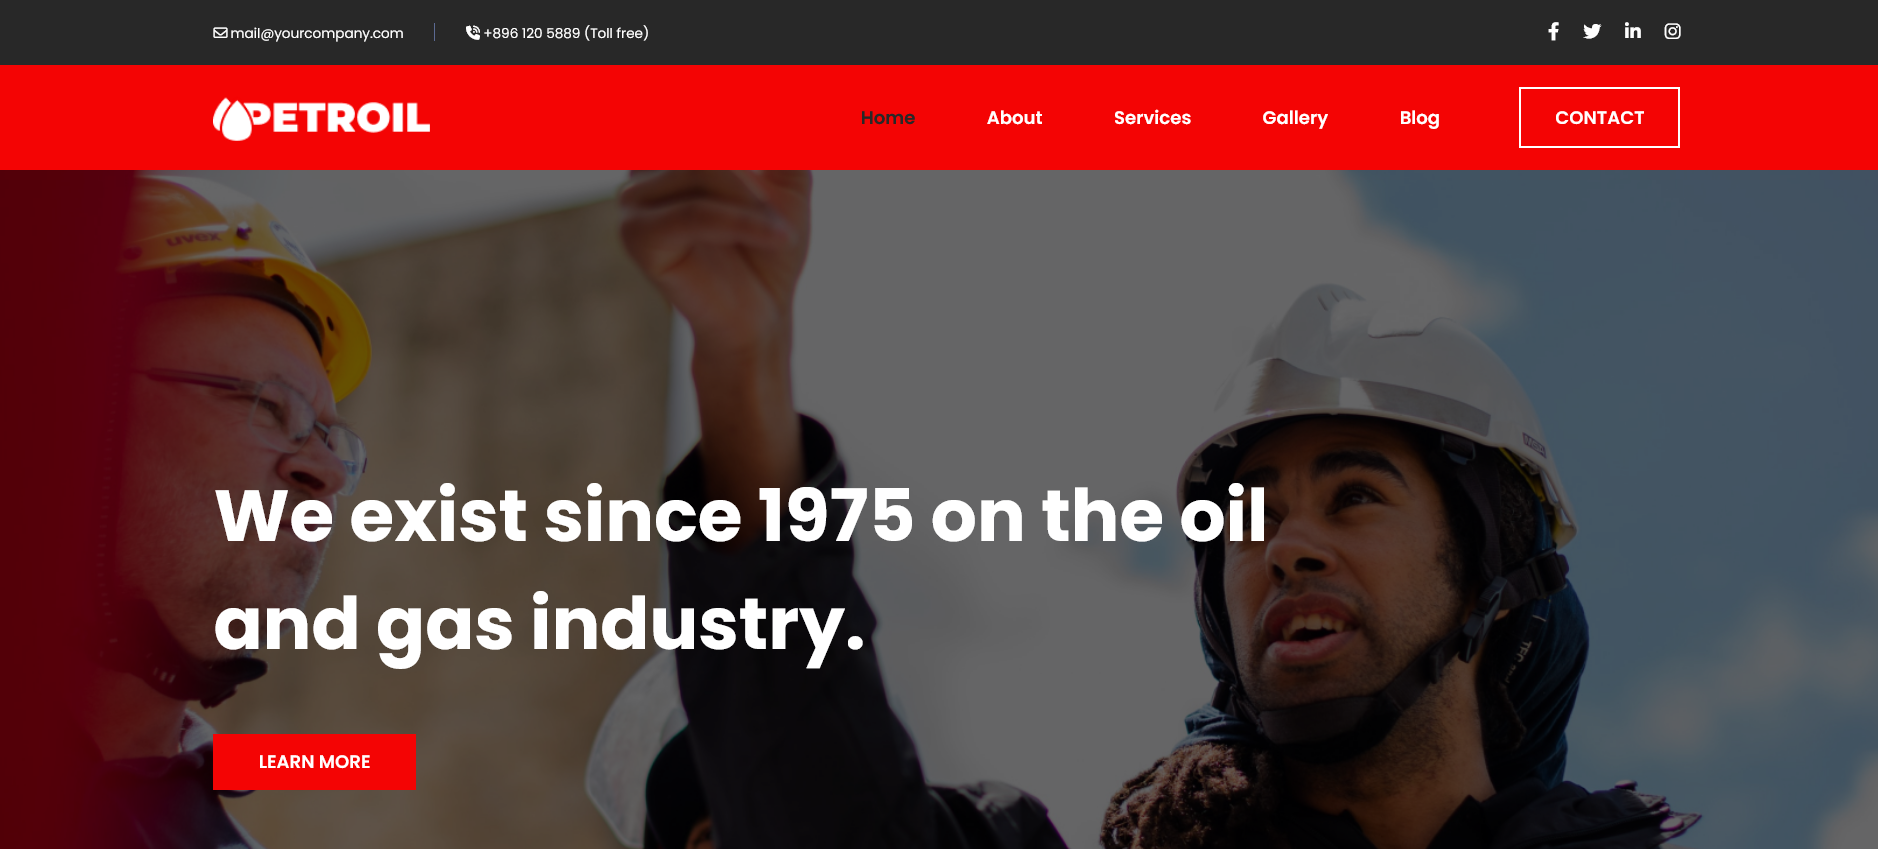 mail@yourcompany.com
+896 120 5889 (Toll free)
PETROIL
Home
About
Services
Gallery
Blog
CONTACT
uvex
We exist since 1975 on the oil
and gas industry.
LEARN MORE